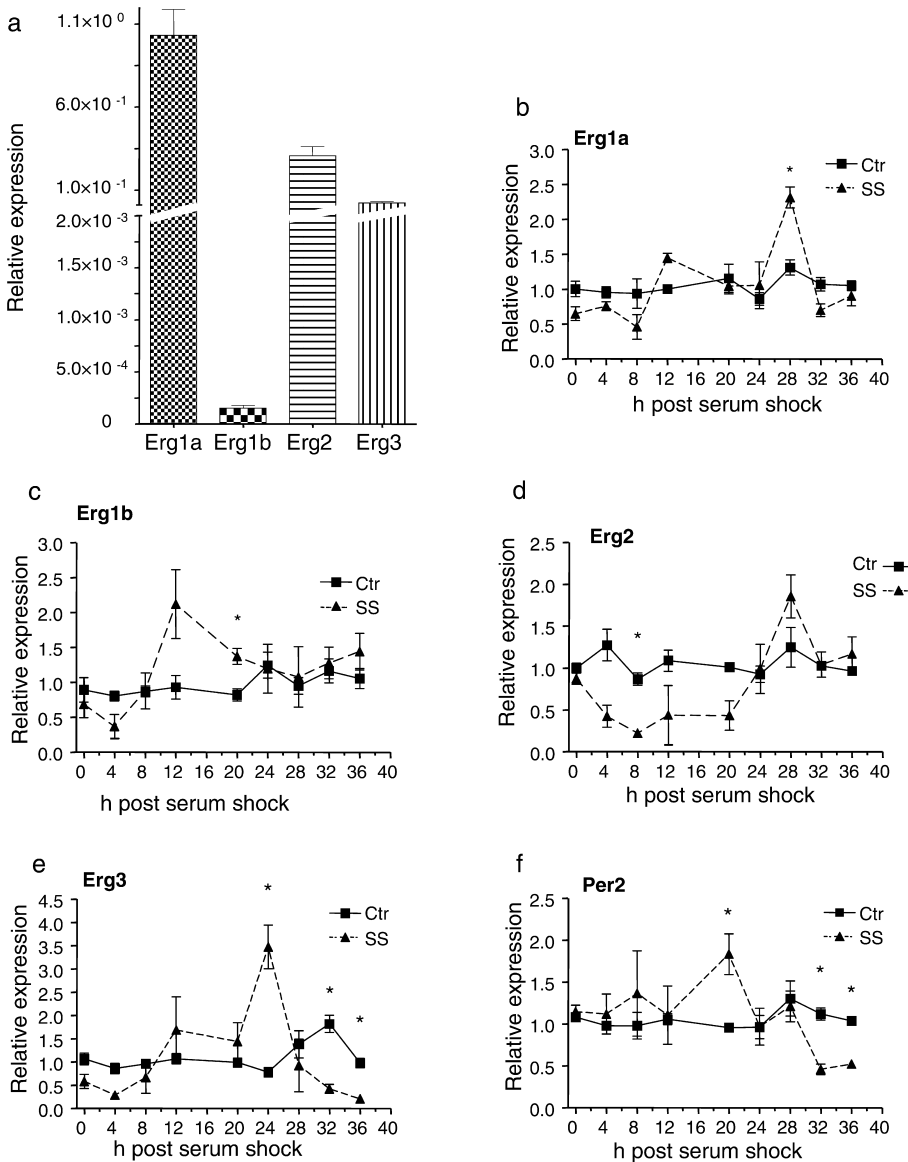 a
Relative expression
1.1×10 0
6.0×10 -1
1.0×10 -1
2.0×10 -3
1.5×10 -3
1.0×10 -3
5.0×10 -4
0
Erg1a Erg1b Erg2 Erg3
b
Erg1a
Relative expression
3.0
2.5
2.0
1.5
1.0
0.5
0.0
*
Ctr
SS
0 4 8 12 16 20 24 28 32 36 40
h post serum shock
c
Erg1b
Relative expression
3.0
2.5
2.0
1.5
1.0
0.5
0.0
*
Ctr
SS
0 4 8 12 16 20 24 28 32 36 40
h post serum shock
d
Erg2
Relative expression
2.5
2.0
1.5
1.0
0.5
0.0
*
Ctr
SS
0 4 8 12 16 20 24 28 32 36 40
h post serum shock
e
Erg3
Relative expression
4.5
4.0
3.5
3.0
2.5
2.0
1.5
1.0
0.5
0.0
*
*
*
Ctr
SS
0 4 8 12 16 20 24 28 32 36 40
h post serum shock
f
Per2
Relative expression
2.5
2.0
1.5
1.0
0.5
0.0
*
*
*
Ctr
SS
0 4 8 12 16 20 24 28 32 36 40
h post serum shock